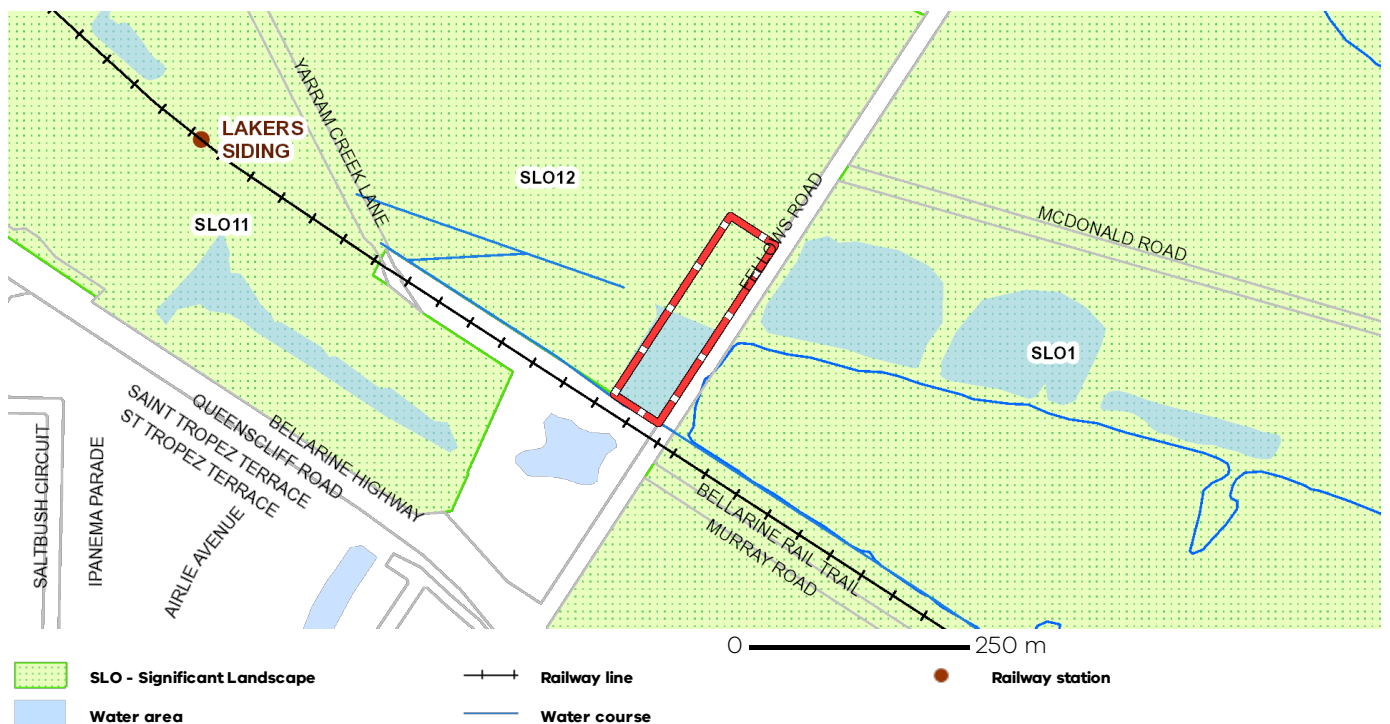 YARRAM CREEK LANE
LAKERS
SIDING
SLO12
SLO11
FELLOWS ROAD
MCDONALD ROAD
SLO1
BELLARINE HIGHWAY
QUEENSCLIFF ROAD
SAINT TROPEZ TERRACE
ST TROPEZ TERRACE
SALTBUSH CIRCUIT
IPANEMA PARADE
AIRLIE AVENUE
BELLARINE RAIL TRAIL
MURRAY ROAD
0 250 m
SLO - Significant Landscape
Railway line
Railway station
Water area
Water course